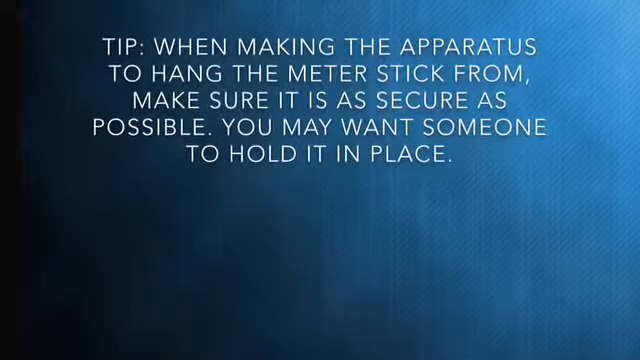 TIP: WHEN MAKING THE APPARATUS
TO HANG THE METER STICK FROM,
MAKE SURE IT IS AS SECURE AS
POSSIBLE. YOU MAY WANT SOMEONE
TO HOLD IT IN PLACE.